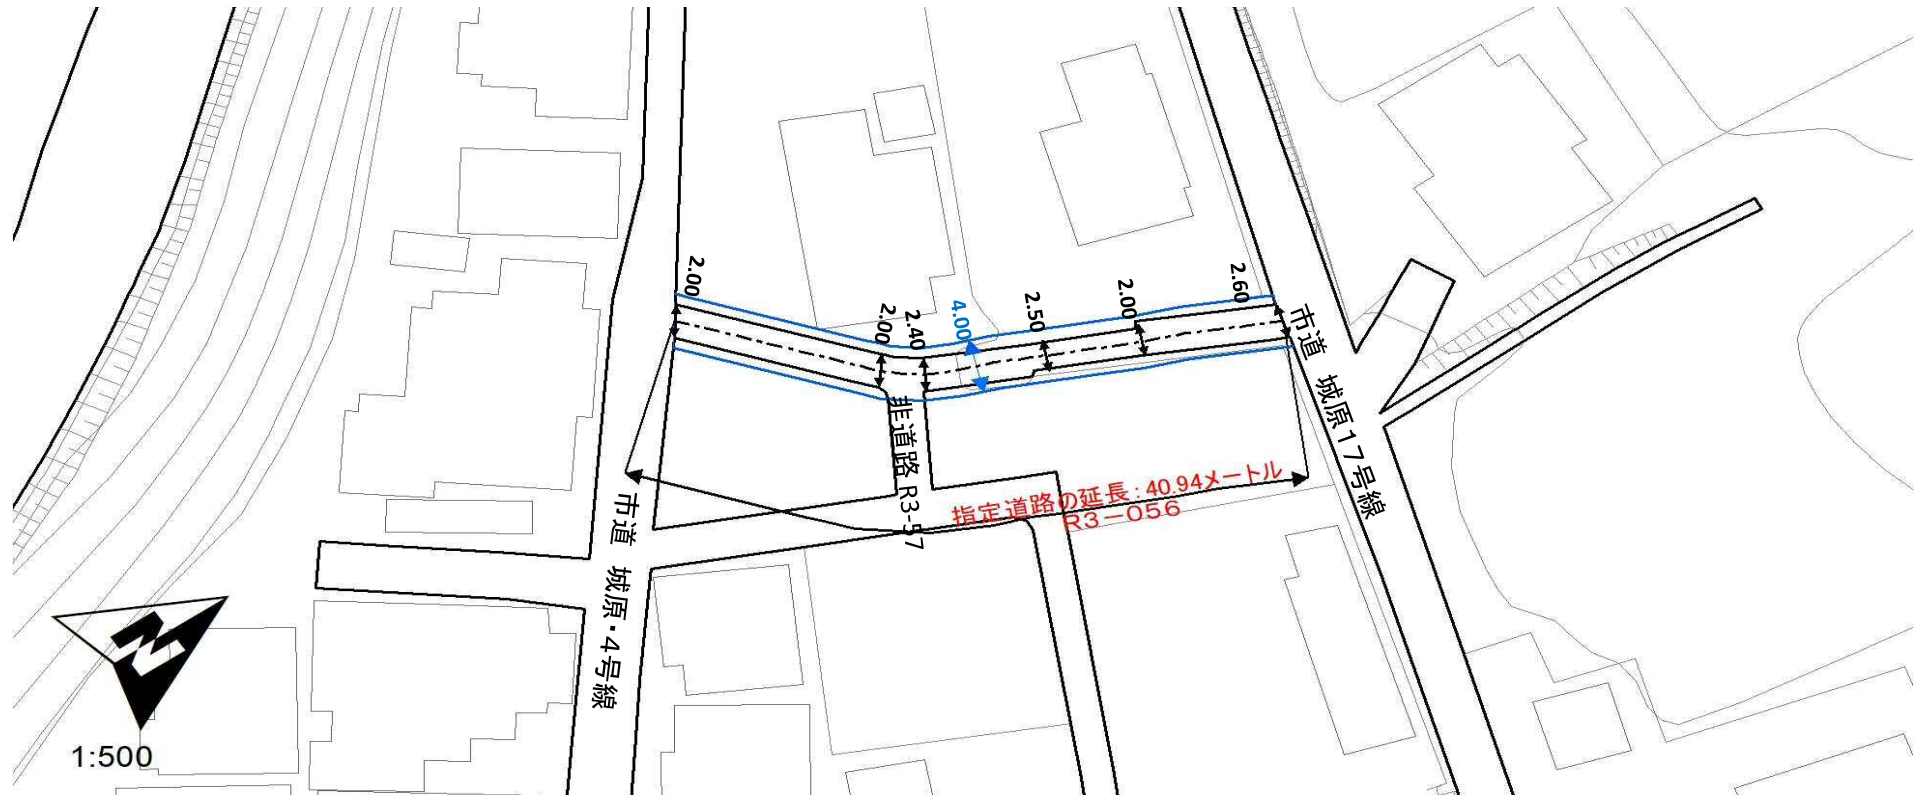 2.00
2.00
2.40
4.00
2.50
2.00
2.60
市道 城原17号線
非道路 R3-57
指定道路の延長：40.94メートル
R3－056
市道 城原・4号線
N
1:500